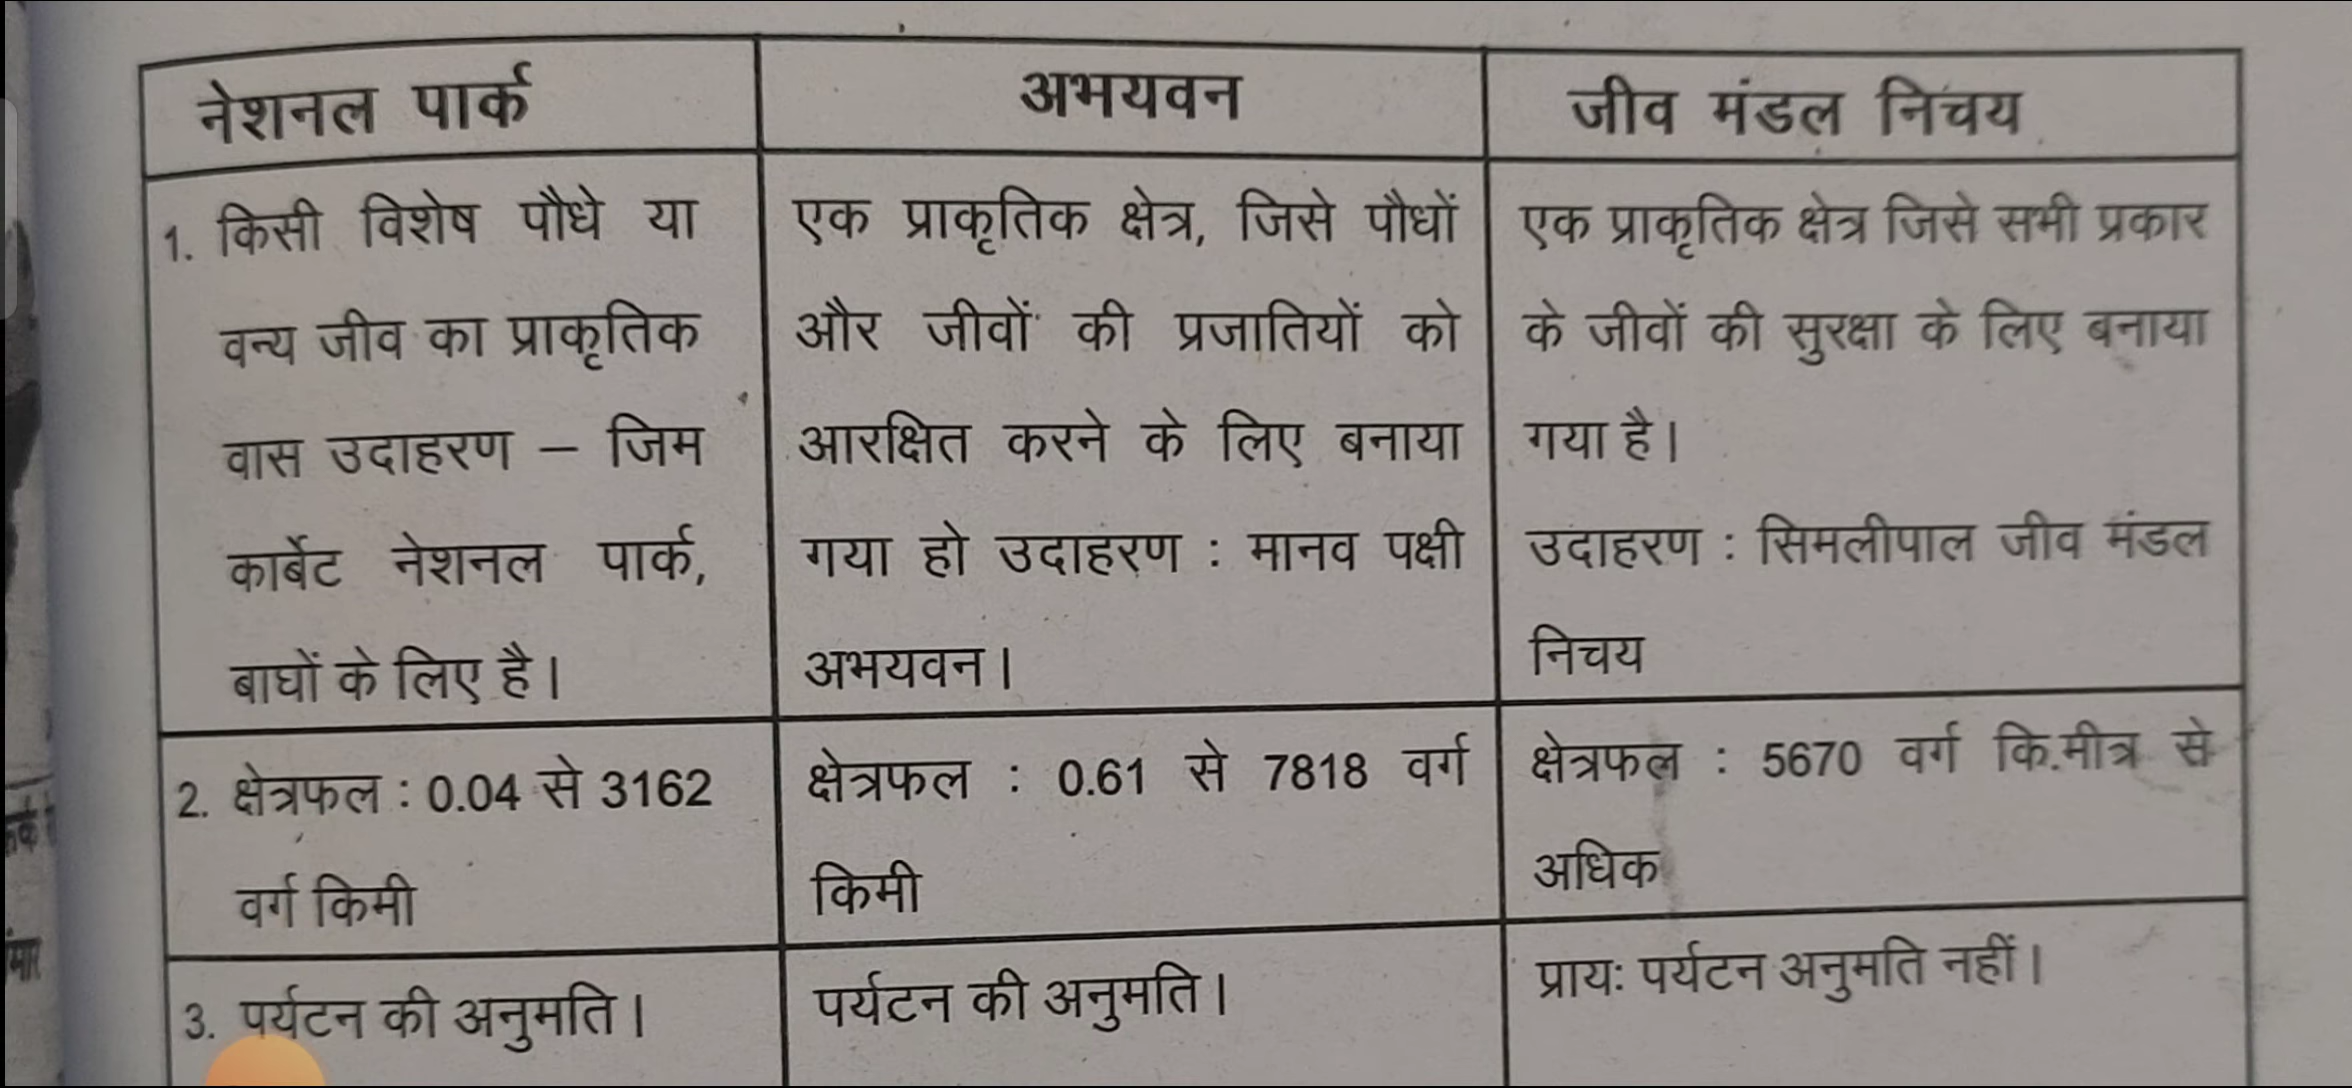 नेशनल पार्क
अभयवन
जीव मंडल निचय
1. किसी विशेष पौधे या
वन्य जीव का प्राकृतिक
वास उदाहरण – जिम
कार्बेट नेशनल पार्क,
बाघों के लिए है।
एक प्राकृतिक क्षेत्र, जिसे पौधों
और जीवों की प्रजातियों को
आरक्षित करने के लिए बनाया
गया हो उदाहरण : मानव पक्षी
अभयवन।
एक प्राकृतिक क्षेत्र जिसे सभी प्रकार
के जीवों की सुरक्षा के लिए बनाया
गया है।
उदाहरण : सिमलीपाल जीव मंडल
निचय
2. क्षेत्रफल : 0.04 से 3162
वर्ग किमी
क्षेत्रफल : 0.61 से 7818 वर्ग
किमी
क्षेत्रफल : 5670 वर्ग कि.मीत्र से
अधिक
3. पर्यटन की अनुमति।
पर्यटन की अनुमति।
प्रायः पर्यटन अनुमति नहीं।